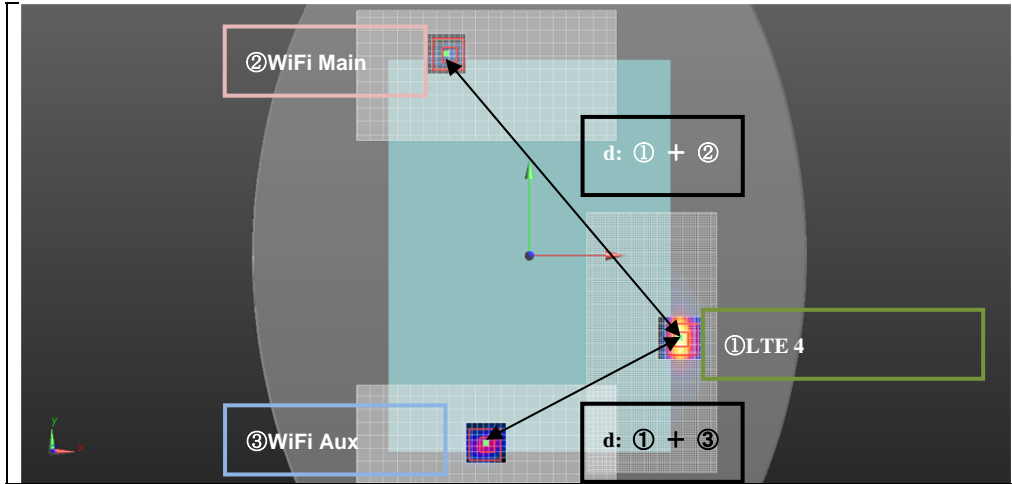 ②WiFi Main
d: ① ＋ ②
①LTE 4
③WiFi Aux
d: ① ＋ ③
y
x